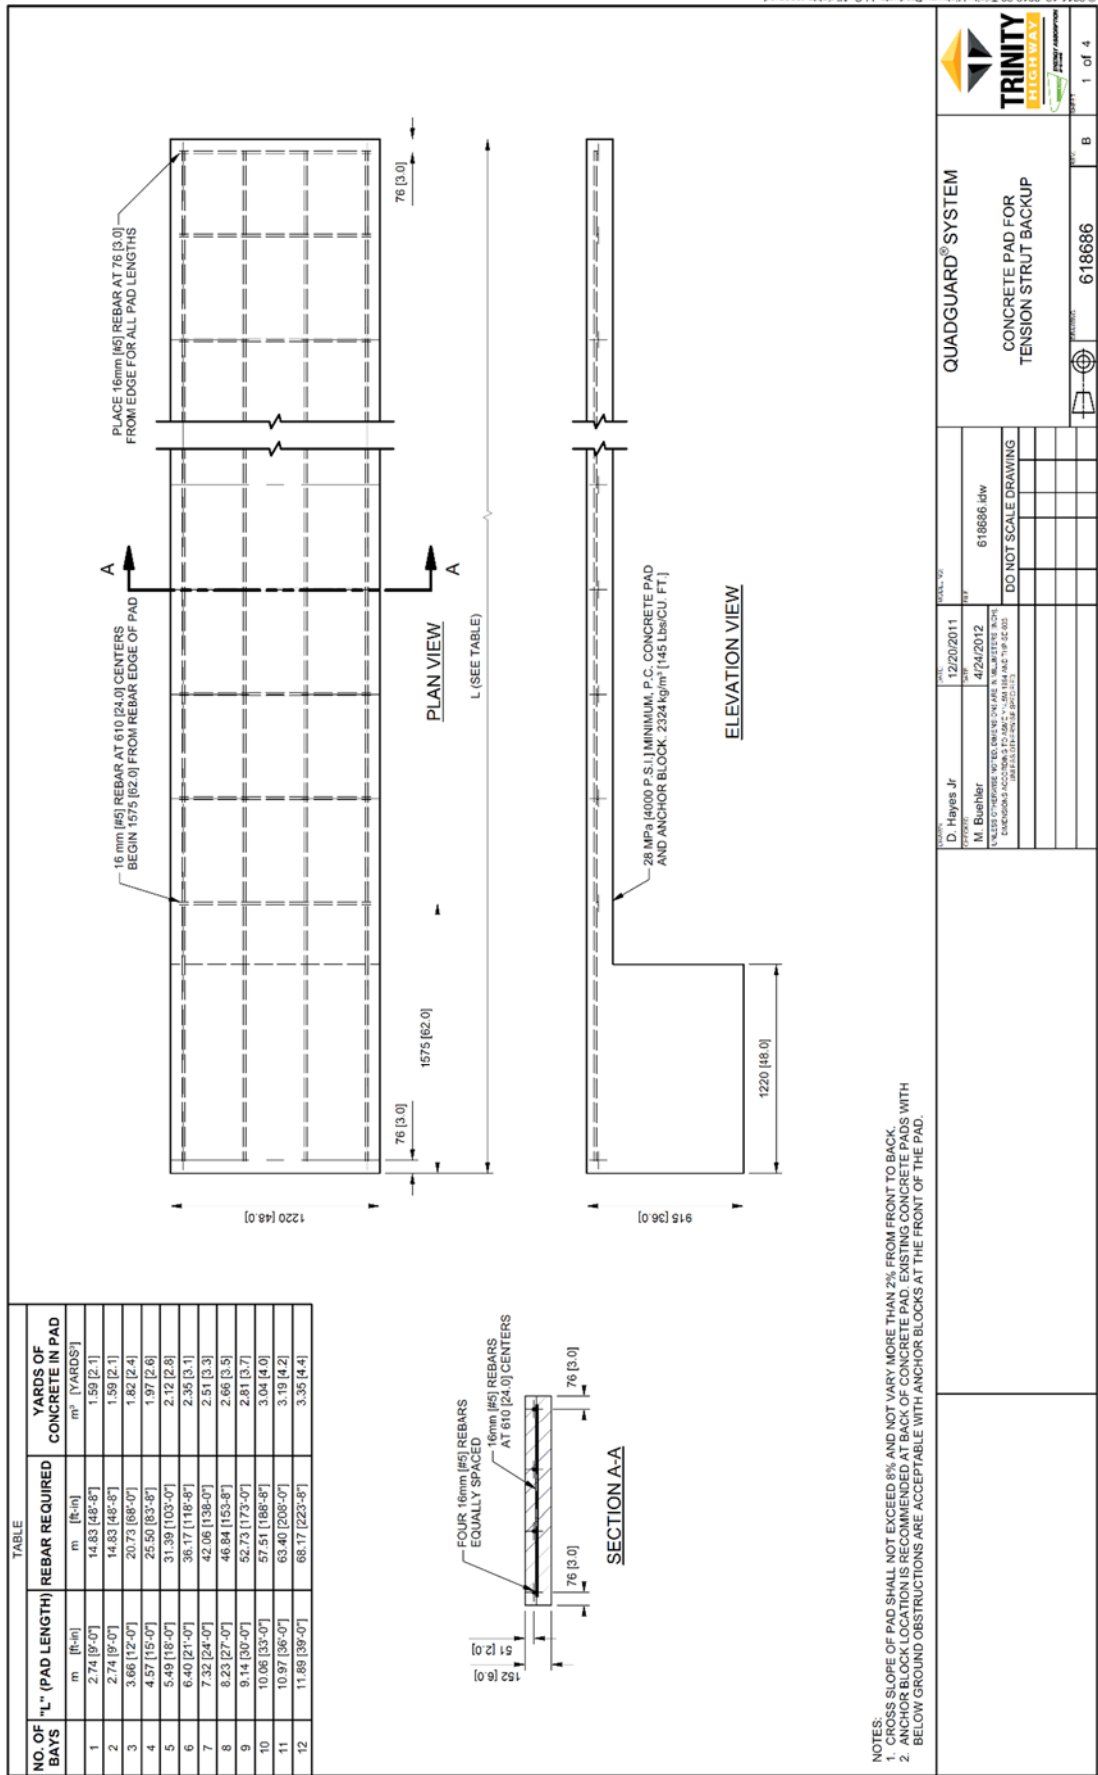 TABLE
NO. OF BAYS "L" (PAD LENGTH) REBAR REQUIRED YARDS OF CONCRETE IN PAD
m [ft-in] m [ft-in] m³ [YARDS³]
1 2.74 [9'-0"] 14.83 [48'-8"] 1.59 [2.1]
2 2.74 [9'-0"] 14.83 [48'-8"] 1.59 [2.1]
3 3.66 [12'-0"] 20.73 [68'-0"] 1.82 [2.4]
4 4.57 [15'-0"] 25.50 [83'-8"] 1.97 [2.6]
5 5.49 [18'-0"] 31.39 [103'-0"] 2.12 [2.8]
6 6.40 [21'-0"] 36.17 [118'-8"] 2.35 [3.1]
7 7.32 [24'-0"] 42.06 [138'-0"] 2.51 [3.3]
8 8.23 [27'-0"] 46.84 [153'-8"] 2.66 [3.5]
9 9.14 [30'-0"] 52.73 [173'-0"] 2.81 [3.7]
10 10.06 [33'-0"] 57.51 [188'-8"] 3.04 [4.0]
11 10.97 [36'-0"] 63.40 [208'-0"] 3.19 [4.2]
12 11.89 [39'-0"] 68.17 [223'-8"] 3.35 [4.4]
16 mm [#5] REBAR AT 610 [24.0] CENTERS
BEGIN 1575 [62.0] FROM REBAR EDGE OF PAD
PLACE 16mm [#5] REBAR AT 76 [3.0]
FROM EDGE FOR ALL PAD LENGTHS
A
A
1220 [48.0]
76 [3.0]
76 [3.0]
1575 [62.0]
PLAN VIEW
L (SEE TABLE)
FOUR 16mm [#5] REBARS
EQUALLY SPACED
16mm [#5] REBARS
AT 610 [24.0] CENTERS
152 [6.0]
51 [2.0]
76 [3.0]
76 [3.0]
SECTION A-A
915 [36.0]
1220 [48.0]
28 MPa [4000 P.S.I.] MINIMUM, P.C. CONCRETE PAD
AND ANCHOR BLOCK. 2324 kg/m³ [145 Lbs/CU. FT.]
ELEVATION VIEW
NOTES:
1. CROSS SLOPE OF PAD SHALL NOT EXCEED 8% AND NOT VARY MORE THAN 2% FROM FRONT TO BACK.
2. ANCHOR BLOCK LOCATION IS RECOMMENDED AT BACK OF CONCRETE PAD. EXISTING CONCRETE PADS WITH
BELOW GROUND OBSTRUCTIONS ARE ACCEPTABLE WITH ANCHOR BLOCKS AT THE FRONT OF THE PAD.
D. Hayes Jr 12/20/2011
M. Buehler 4/24/2012 618686.idw
DO NOT SCALE DRAWING
QUADGUARD® SYSTEM
CONCRETE PAD FOR
TENSION STRUT BACKUP
618686 B 1 of 4
TRINITY
HIGHWAY